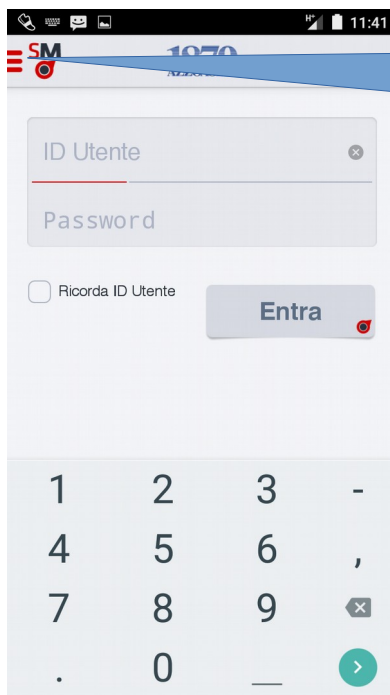 H+ 11:41
SM
ID Utente
Password
Ricorda ID Utente
Entra
1 2 3 -
4 5 6 ,
7 8 9
. 0 _